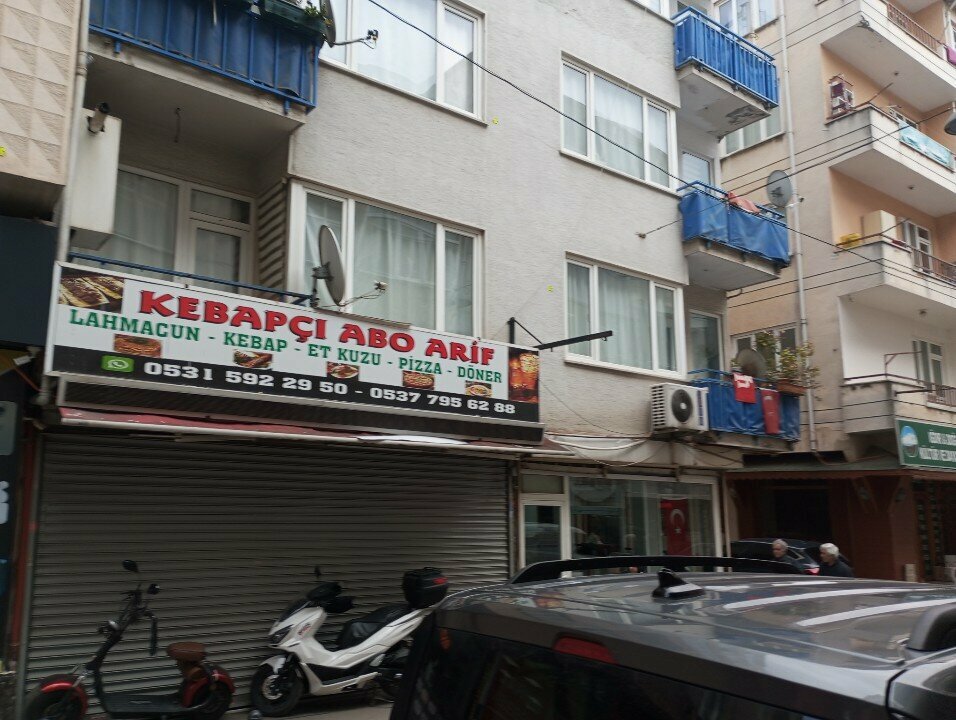 KEBAPÇI ABO ARİF
LAHMACUN - KEBAP - ET KUZU - PİZZA - DÖNER
0531 592 29 50 - 0537 795 62 88